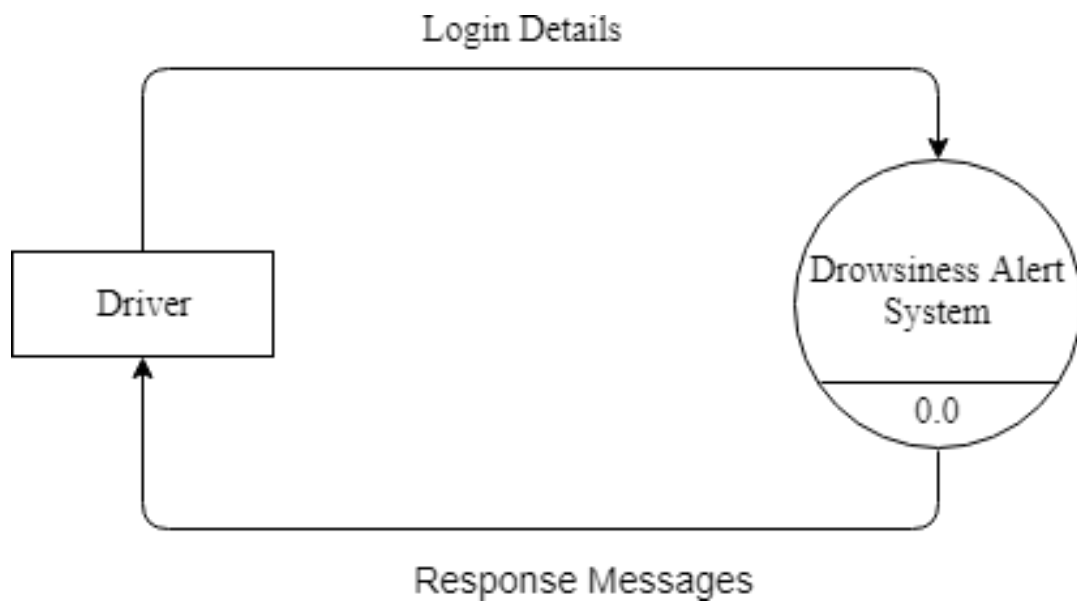 Login Details
Driver
Drowsiness Alert
System
0.0
Response Messages